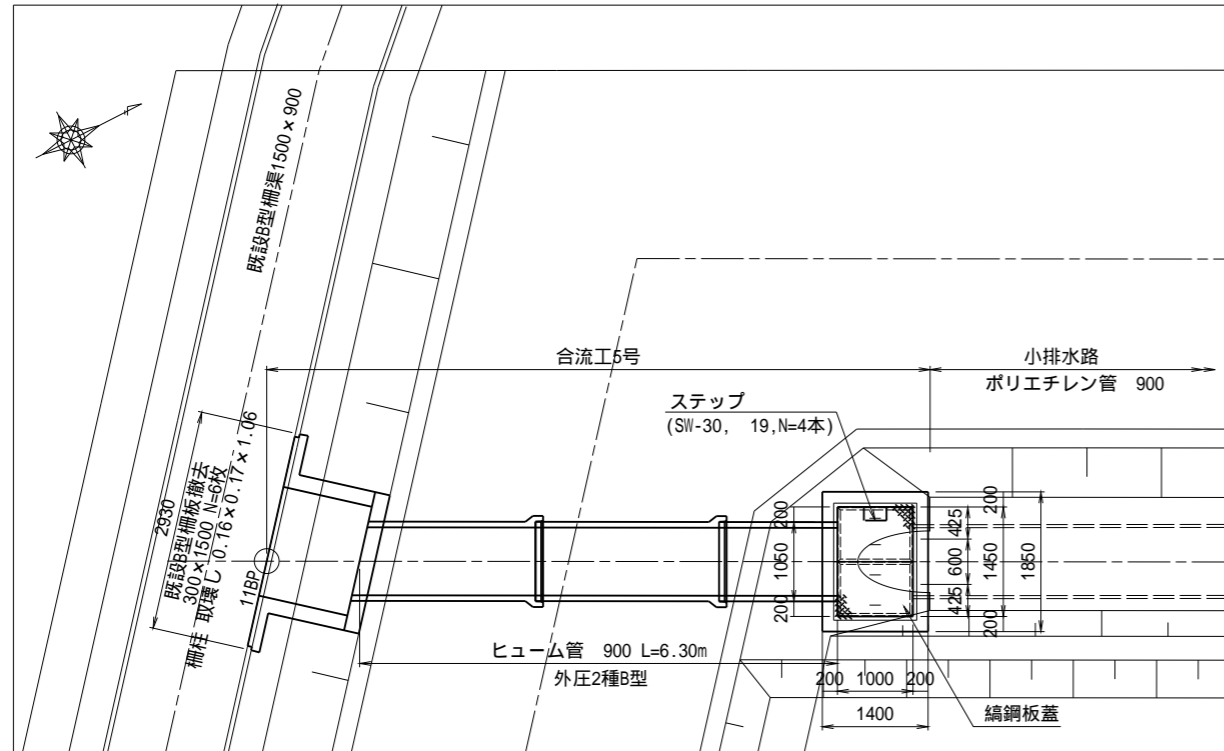 既設B型柵渠1500×900
合流工5号
小排水路
ポリエチレン管　900
ステップ
(SW-30,　19,N=4本)
2930
既設B型柵板撤去
300×1500 N=6枚
柵柱 取壊し 0.16×0.17×1.06
11BP
200
1050
200
200
425
600
425
200
1450
1850
ヒューム管　900 L=6.30m
外圧2種B型
200 1000 200
1400
縞鋼板蓋